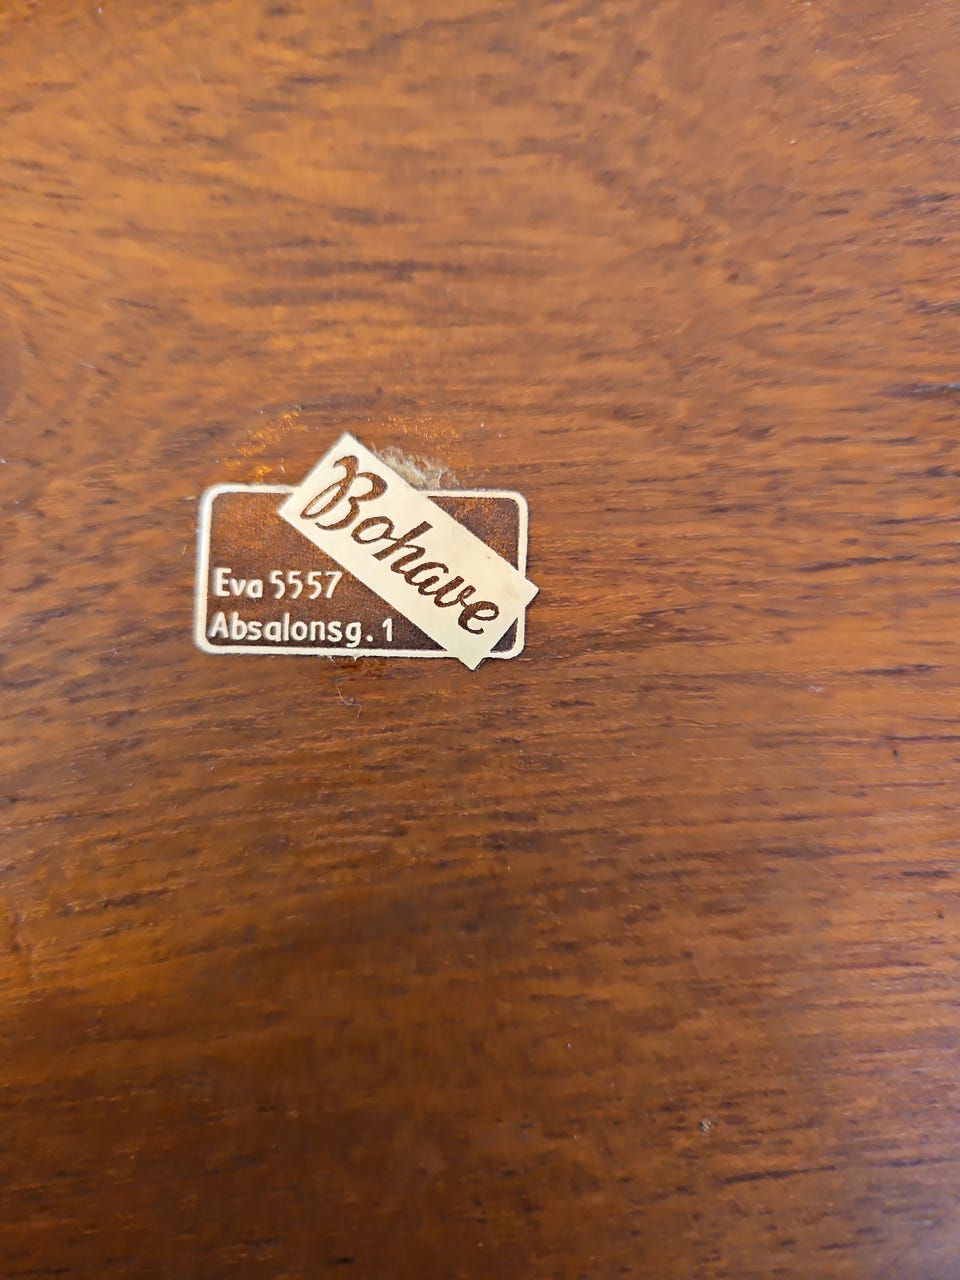 Bohave
Eva 5557
Absalonsg. 1